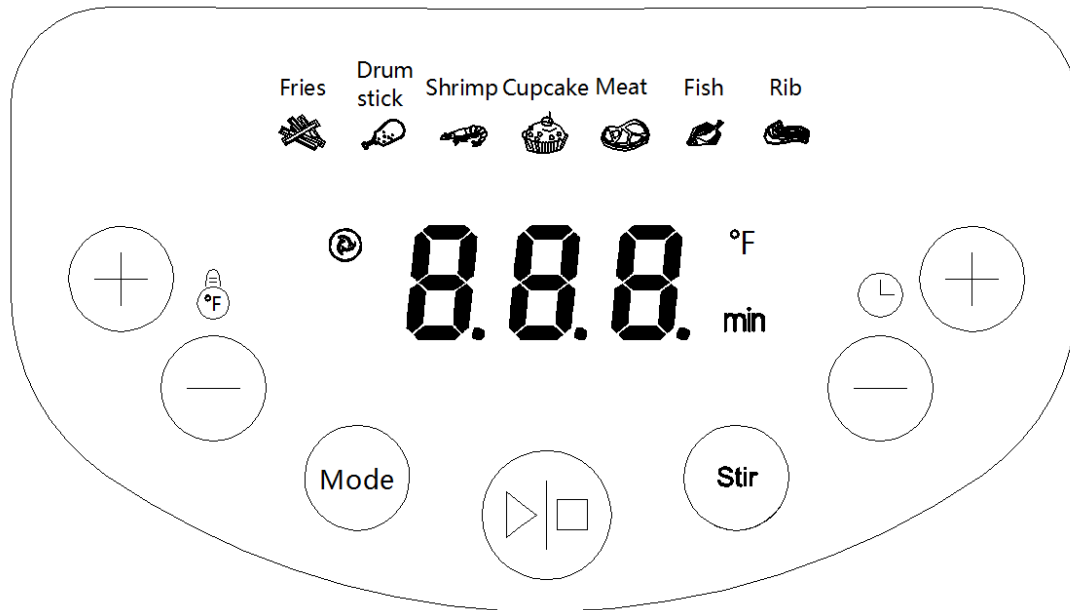 Fries
Drum
stick
Shrimp
Cupcake
Meat
Fish
Rib
8.8.8.
°F
min
°F
Mode
Stir